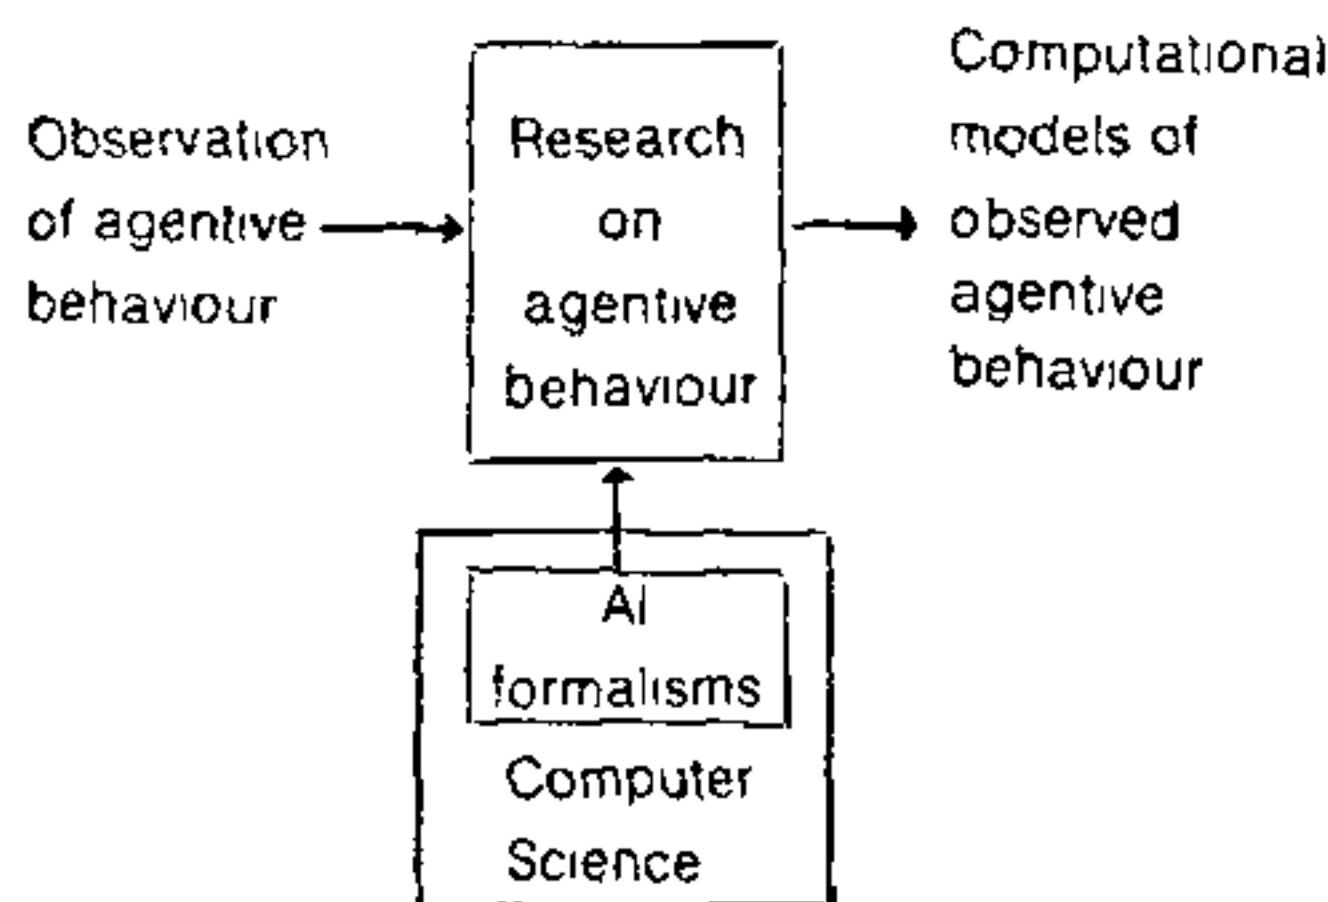 Observation
of agentive
behaviour
Research
on
agentive
behaviour
Computational
models of
observed
agentive
behaviour
AI
formalisms
Computer
Science